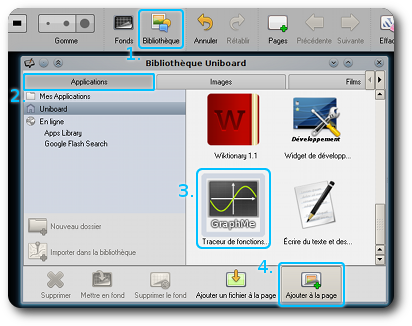 Gomme Fonds Bibliothèque Annuler Rétablir Pages Précédente Suivante
1.
Bibliothèque Uniboard
Applications Images Films
2.
Mes Applications
Uniboard
En ligne
Apps Library
Google Flash Search
W
Développement
Wiktionary 1.1 Widget de développ...
3.
GraphMe
Traceur de fonctions... Écrire du texte et des...
Nouveau dossier
Importer dans la bibliothèque
4.
Supprimer Mettre en fond Supprimer le fond Ajouter un fichier à la page Ajouter à la page